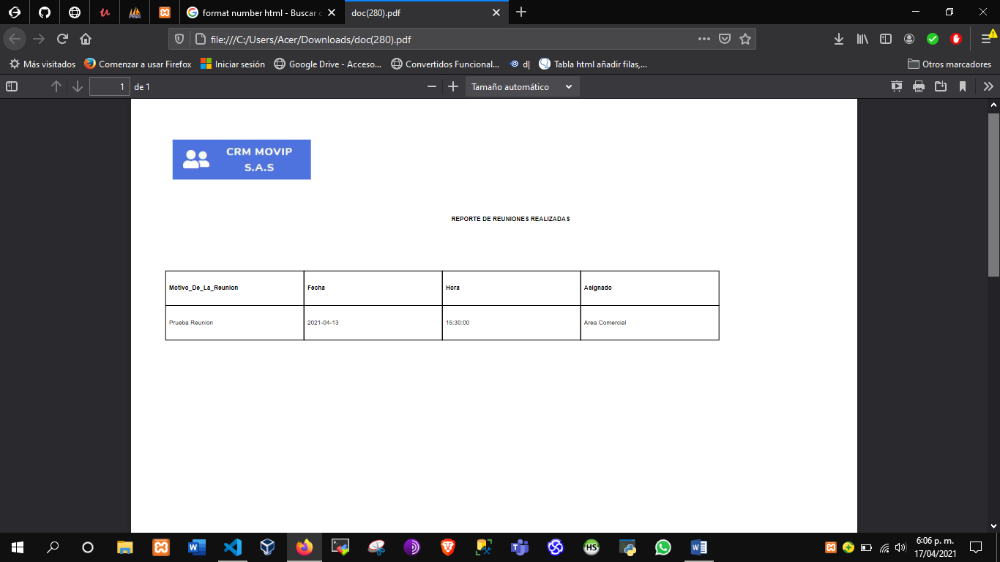 format number html - Buscar c
doc(280).pdf
file:///C:/Users/Acer/Downloads/doc(280).pdf
Más visitados
Comenzar a usar Firefox
Iniciar sesión
Google Drive - Acceso...
Convertidos Funcional...
d|
Tabla html añadir filas,...
Otros marcadores
1 de 1
Tamaño automático
CRM MOVIP
S.A.S
REPORTE DE REUNIONES REALIZADAS
Motivo_De_La_Reunion Fecha Hora Asignado
Prueba Reunion 2021-04-13 15:30:00 Area Comercial
HS
6:06 p. m.
17/04/2021